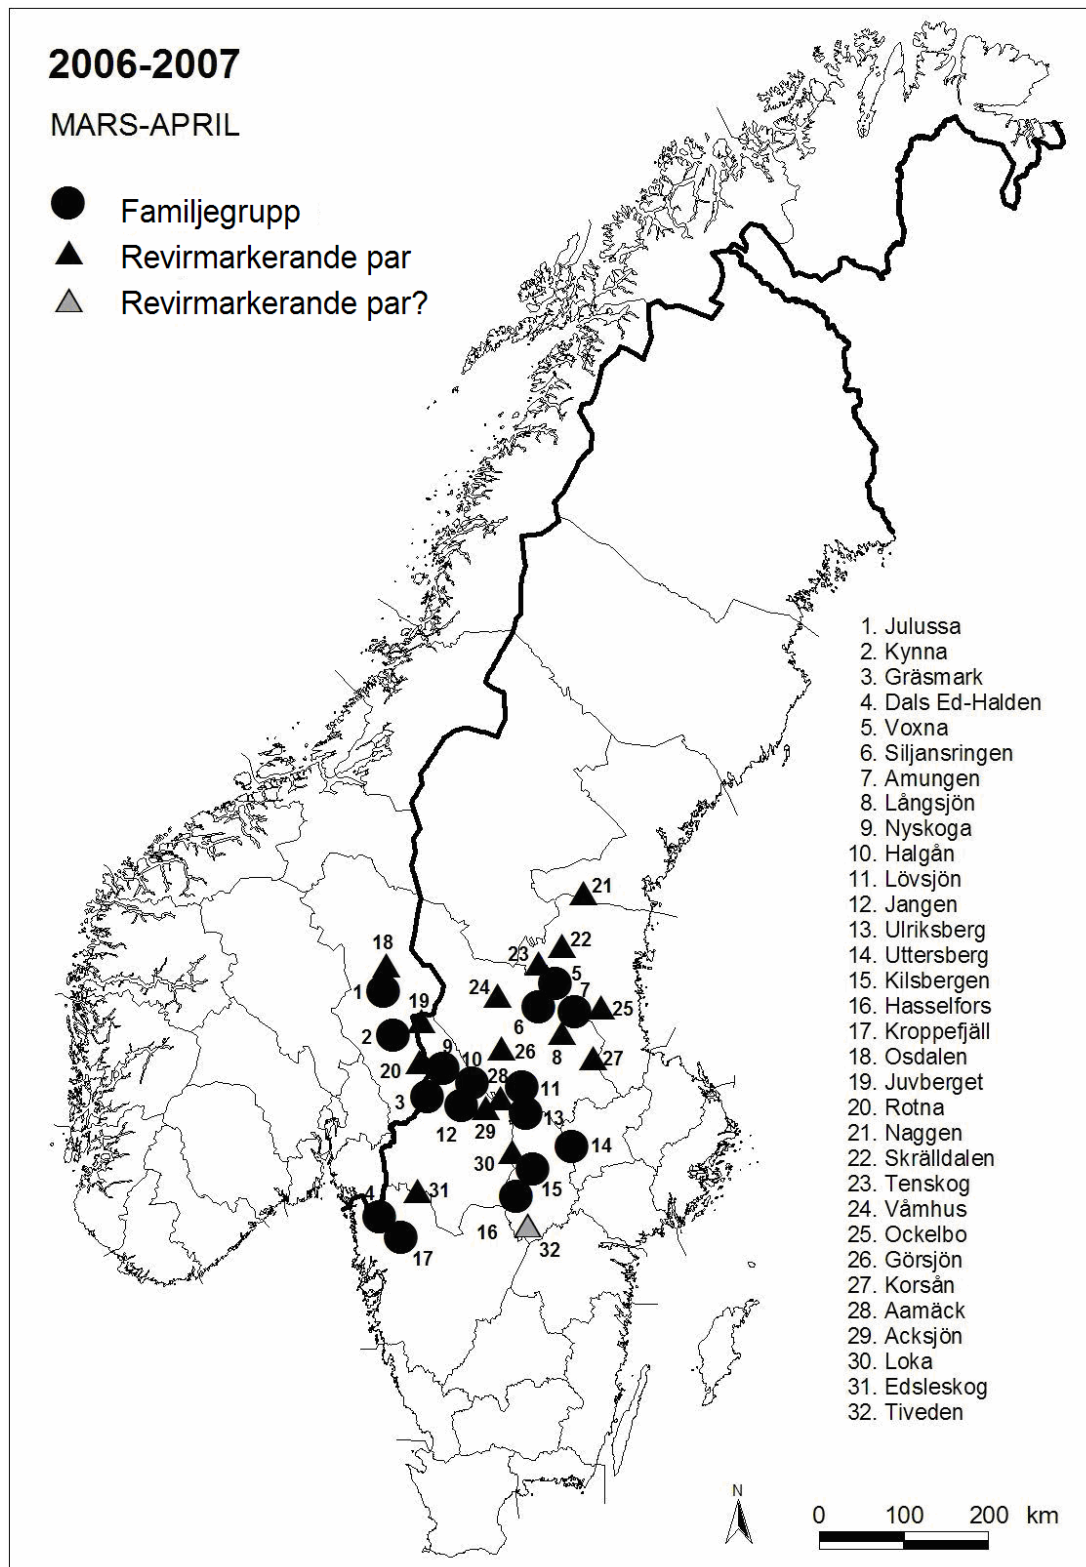 2006-2007
MARS-APRIL
Familjegrupp
Revirmarkerande par
Revirmarkerande par?
1. Julussa
2. Kynna
3. Gräsmark
4. Dals Ed-Halden
5. Voxna
6. Siljansringen
7. Amungen
8. Långsjön
9. Nyskoga
10. Halgån
11. Lövsjön
12. Jangen
13. Ulriksberg
14. Uttersberg
15. Kilsbergen
16. Hasselfors
17. Kroppefjäll
18. Osdalen
19. Juvberget
20. Rotna
21. Naggen
22. Skrälldalen
23. Tenskog
24. Våmhus
25. Ockelbo
26. Görsjön
27. Korsån
28. Aamäck
29. Acksjön
30. Loka
31. Edsleskog
32. Tiveden
21
22
18
23
5
24
1
7
19
6
25
2
9
8
26
27
20
10
28
11
3
12
29
13
14
30
15
31
4
16
32
17
N
0 100 200 km